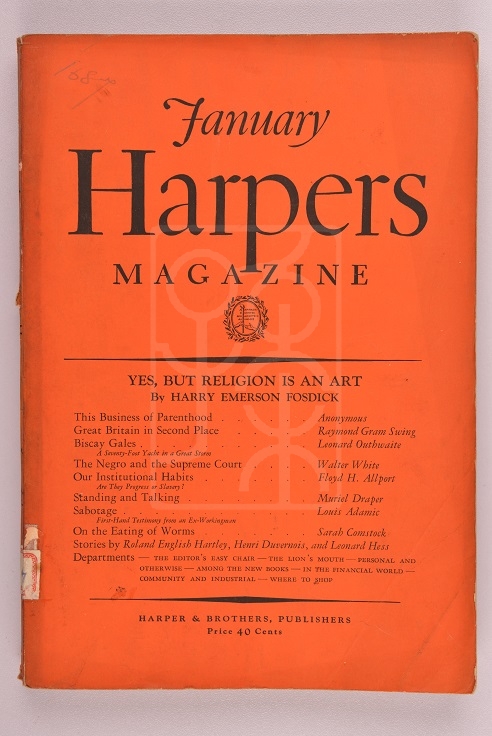 January
Harpers
MAGAZINE
YES, BUT RELIGION IS AN ART
By HARRY EMERSON FOSDICK
This Business of Parenthood . . . . . . Anonymous
Great Britain in Second Place . . . . . Raymond Gram Swing
Biscay Gales . . . . . . . . Leonard Outhwaite
A Seventy-Foot Yacht in a Great Storm
The Negro and the Supreme Court . . . . Walter White
Our Institutional Habits . . . . . . Floyd H. Allport
Are They Progress or Slavery?
Standing and Talking . . . . . . . Muriel Draper
Sabotage . . . . . . . . . Louis Adamic
First-Hand Testimony from an Ex-Workingman
On the Eating of Worms . . . . . . Sarah Comstock
Stories by Roland English Hartley, Henri Duvernois, and Leonard Hess
Departments — THE EDITOR'S EASY CHAIR — THE LION'S MOUTH — PERSONAL AND
OTHERWISE — AMONG THE NEW BOOKS — IN THE FINANCIAL WORLD —
COMMUNITY AND INDUSTRIAL — WHERE TO SHOP
HARPER & BROTHERS, PUBLISHERS
Price 40 Cents